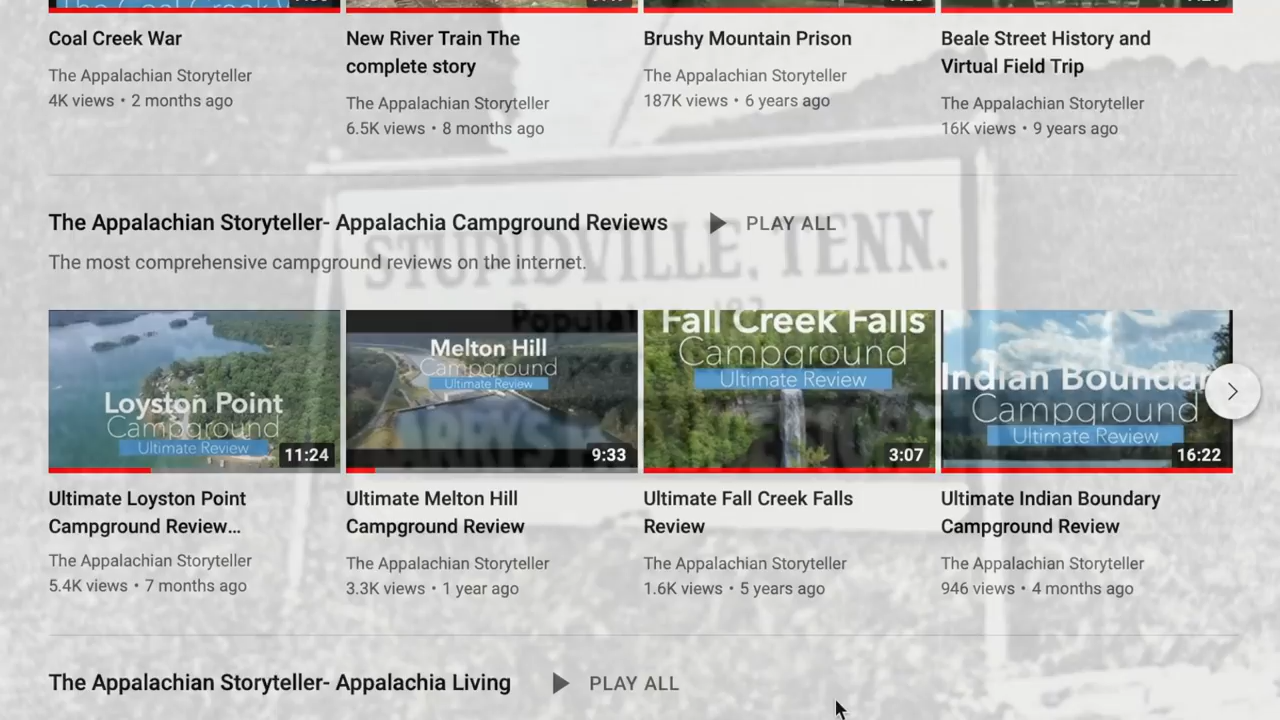 The Coal Creek
Coal Creek War
The Appalachian Storyteller
4K views • 2 months ago
New River Train The
complete story
The Appalachian Storyteller
6.5K views • 8 months ago
Brushy Mountain Prison
The Appalachian Storyteller
187K views • 6 years ago
Beale Street History and
Virtual Field Trip
The Appalachian Storyteller
16K views • 9 years ago
The Appalachian Storyteller- Appalachia Campground Reviews
PLAY ALL
The most comprehensive campground reviews on the internet.
STUPIDVILLE, TENN.
Loyston Point
Campground
Ultimate Review
11:24
Melton Hill
Campground
Ultimate Review
9:33
Fall Creek Falls
Campground
Ultimate Review
3:07
Indian Boundar
Campground
Ultimate Review
16:22
Ultimate Loyston Point
Campground Review...
The Appalachian Storyteller
5.4K views • 7 months ago
Ultimate Melton Hill
Campground Review
The Appalachian Storyteller
3.3K views • 1 year ago
Ultimate Fall Creek Falls
Review
The Appalachian Storyteller
1.6K views • 5 years ago
Ultimate Indian Boundary
Campground Review
The Appalachian Storyteller
946 views • 4 months ago
The Appalachian Storyteller- Appalachia Living
PLAY ALL